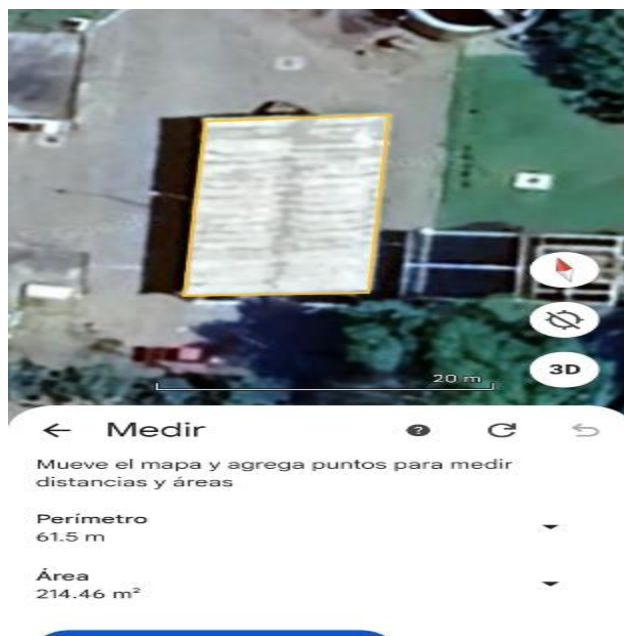 20 m
3D
Medir
Mueve el mapa y agrega puntos para medir
distancias y áreas
Perímetro
61.5 m
Área
214.46 m²